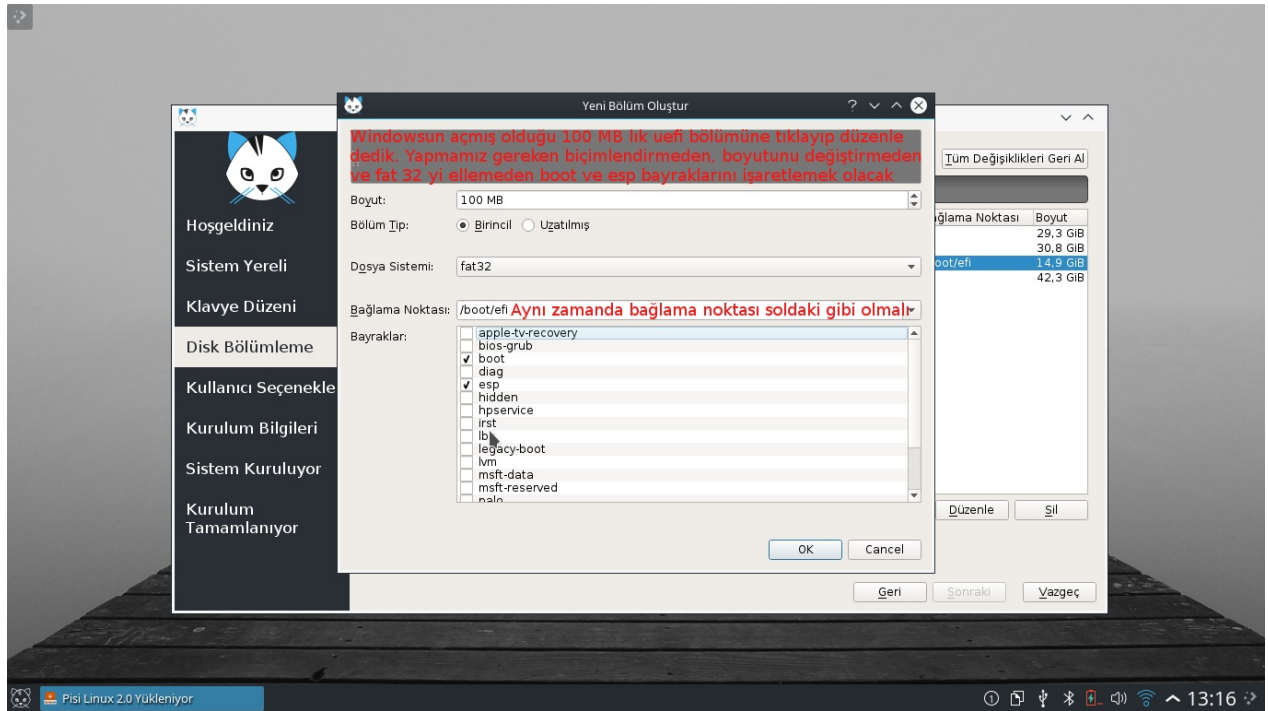 Yeni Bölüm Oluştur
Windowsun açmış olduğu 100 MB lık uefi bölümüne tıklayıp düzenle
dedik. Yapmamız gereken biçimlendirmeden, boyutunu değiştirmeden
ve fat 32 yi ellemeden boot ve esp bayraklarını işaretlemek olacak
Boyut: 100 MB
Bölüm Tip: Birincil Uzatılmış
Dosya Sistemi: fat32
Bağlama Noktası: /boot/efi Aynı zamanda bağlama noktası soldaki gibi olmalı
Bayraklar:
apple-tv-recovery
bios-grub
boot
diag
esp
hidden
hpservice
irst
legacy-boot
lvm
msft-data
msft-reserved
palo
OK Cancel
Hoşgeldiniz
Sistem Yereli
Klavye Düzeni
Disk Bölümleme
Kullanıcı Seçenekle
Kurulum Bilgileri
Sistem Kuruluyor
Kurulum
Tamamlanıyor
Tüm Değişiklikleri Geri Al
ğlama Noktası Boyut
29,3 GiB
30,8 GiB
oot/efi 14,9 GiB
42,3 GiB
Düzenle Sil
Geri Sonraki Vazgeç
Pisi Linux 2.0 Yükleniyor
13:16